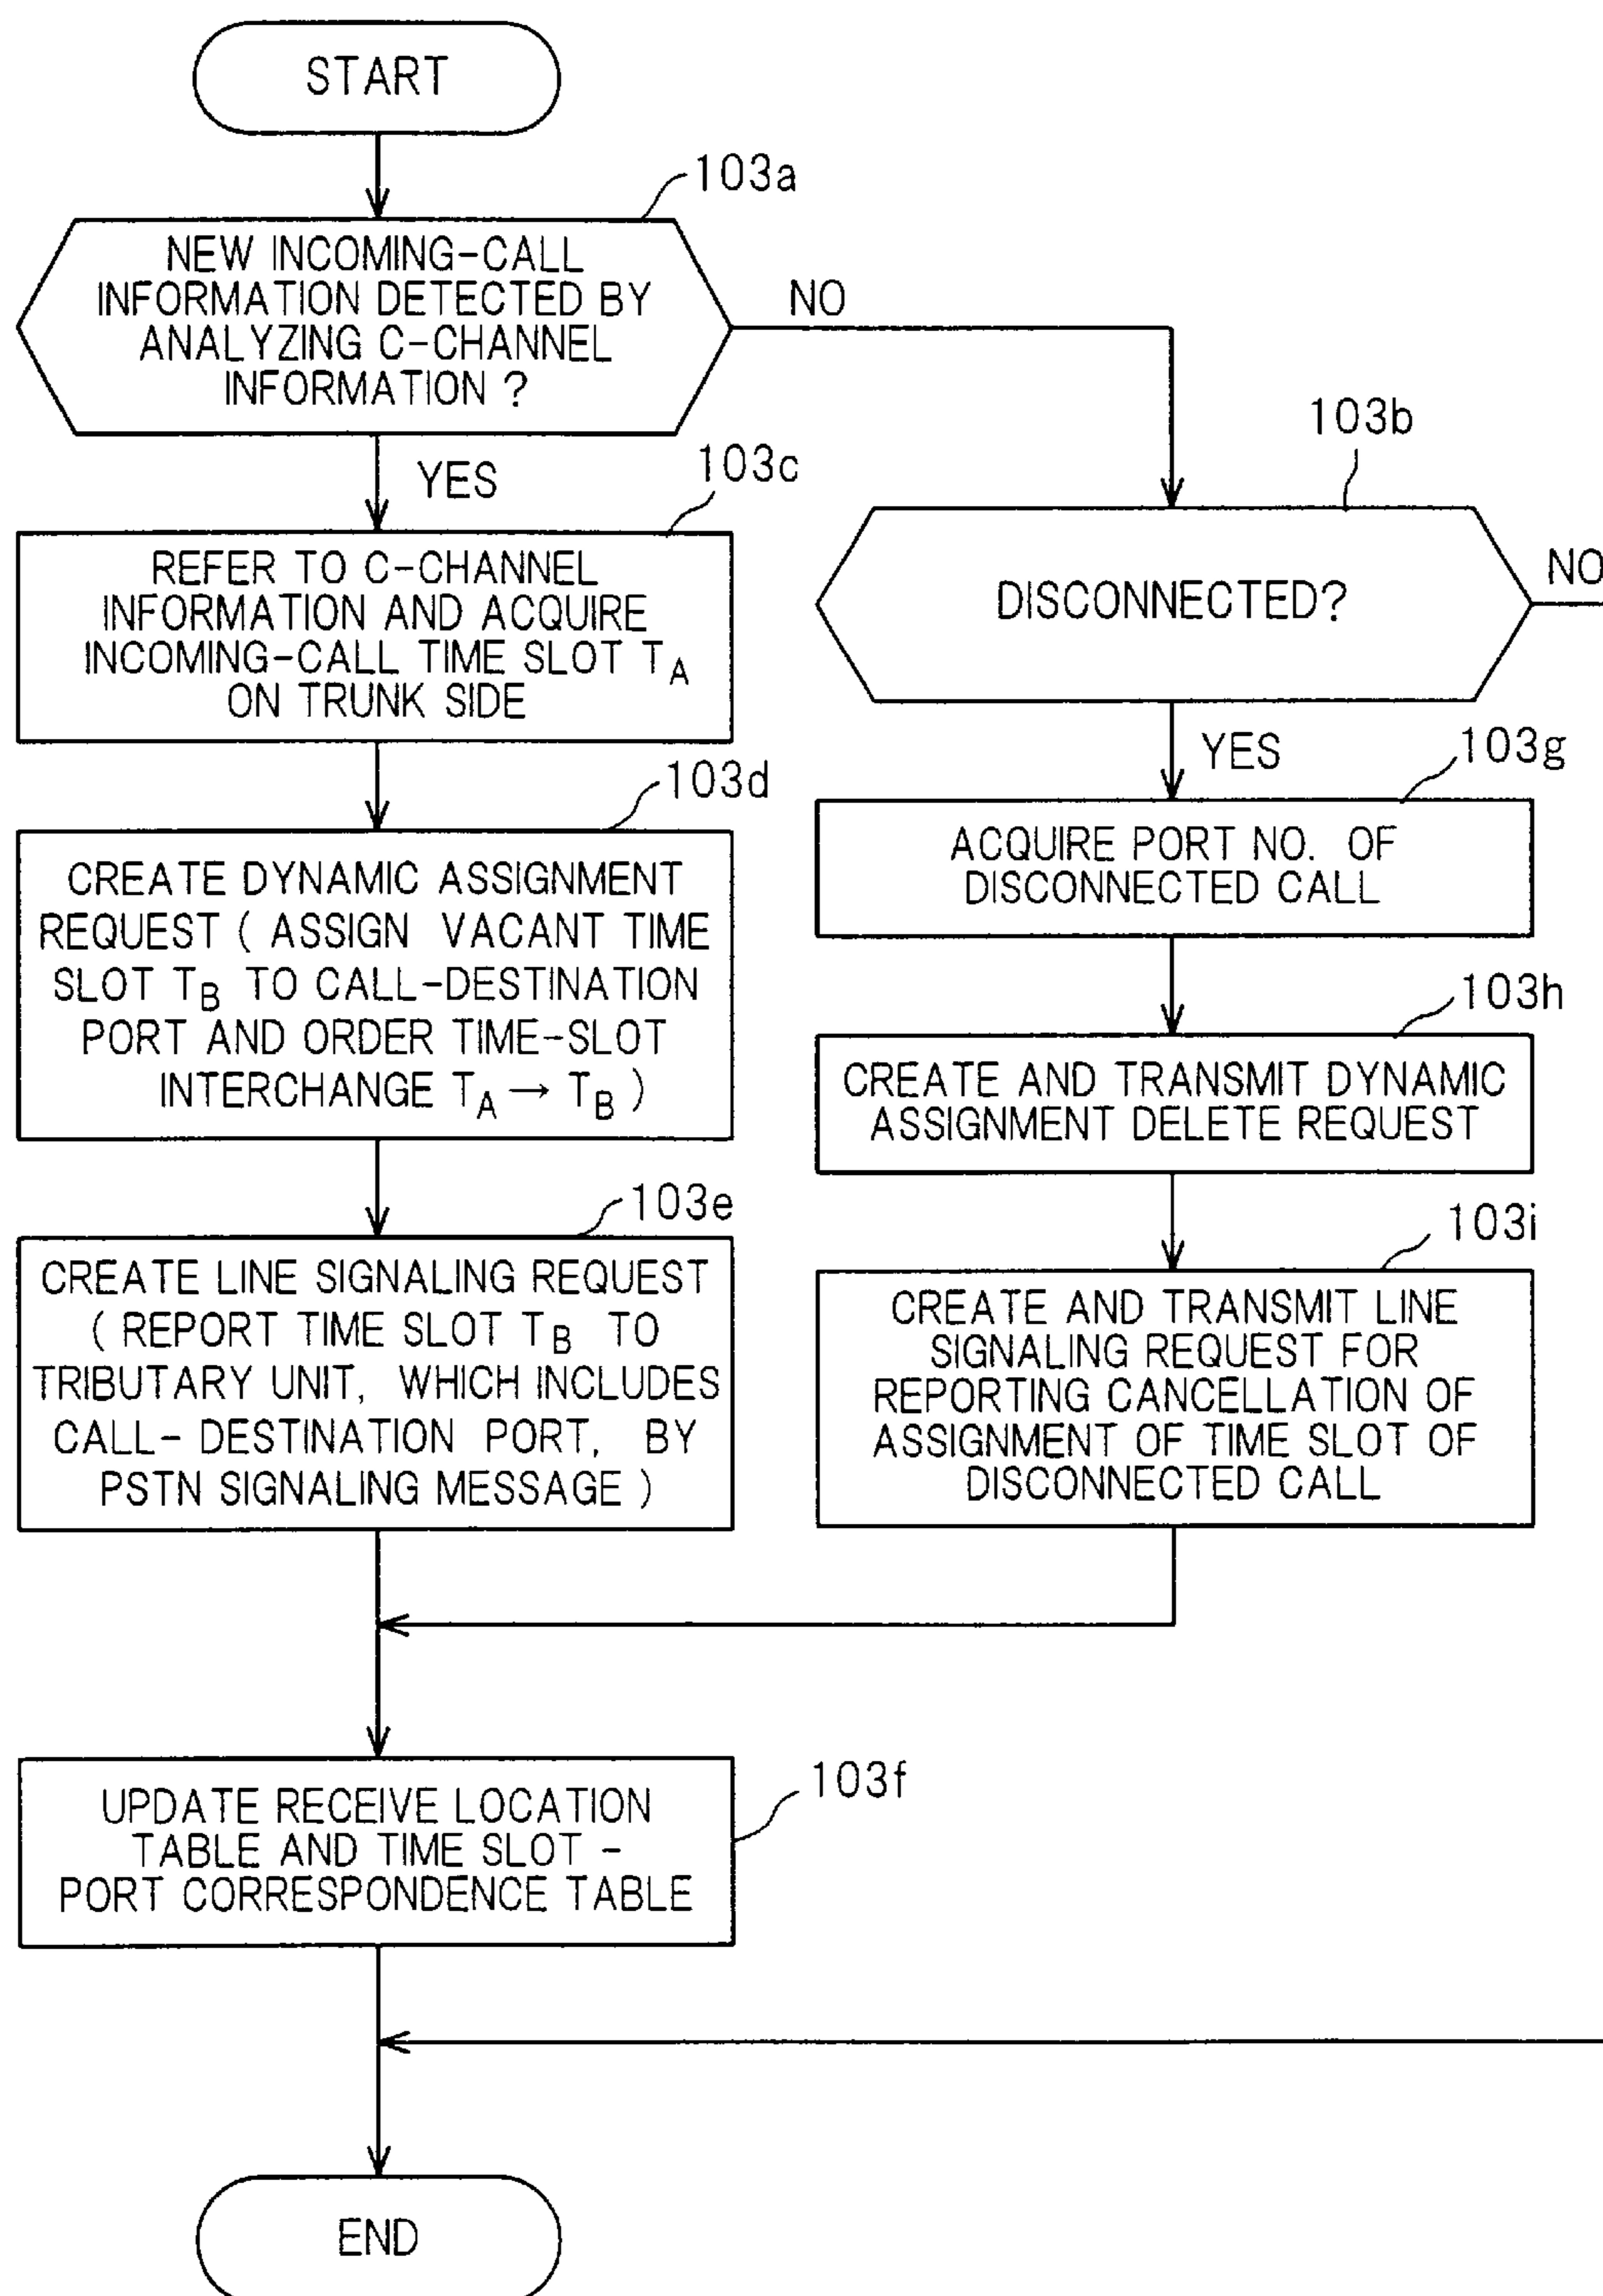 START
103a
NEW INCOMING-CALL
INFORMATION DETECTED BY
ANALYZING C-CHANNEL
INFORMATION ?
NO
YES
103c
REFER TO C-CHANNEL
INFORMATION AND ACQUIRE
INCOMING-CALL TIME SLOT TA
ON TRUNK SIDE
103d
CREATE DYNAMIC ASSIGNMENT
REQUEST ( ASSIGN VACANT TIME
SLOT TB TO CALL-DESTINATION
PORT AND ORDER TIME-SLOT
INTERCHANGE TA → TB )
103e
CREATE LINE SIGNALING REQUEST
( REPORT TIME SLOT TB TO
TRIBUTARY UNIT, WHICH INCLUDES
CALL- DESTINATION PORT, BY
PSTN SIGNALING MESSAGE )
103b
DISCONNECTED?
NO
YES
103g
ACQUIRE PORT NO. OF
DISCONNECTED CALL
103h
CREATE AND TRANSMIT DYNAMIC
ASSIGNMENT DELETE REQUEST
103i
CREATE AND TRANSMIT LINE
SIGNALING REQUEST FOR
REPORTING CANCELLATION OF
ASSIGNMENT OF TIME SLOT OF
DISCONNECTED CALL
103f
UPDATE RECEIVE LOCATION
TABLE AND TIME SLOT -
PORT CORRESPONDENCE TABLE
END